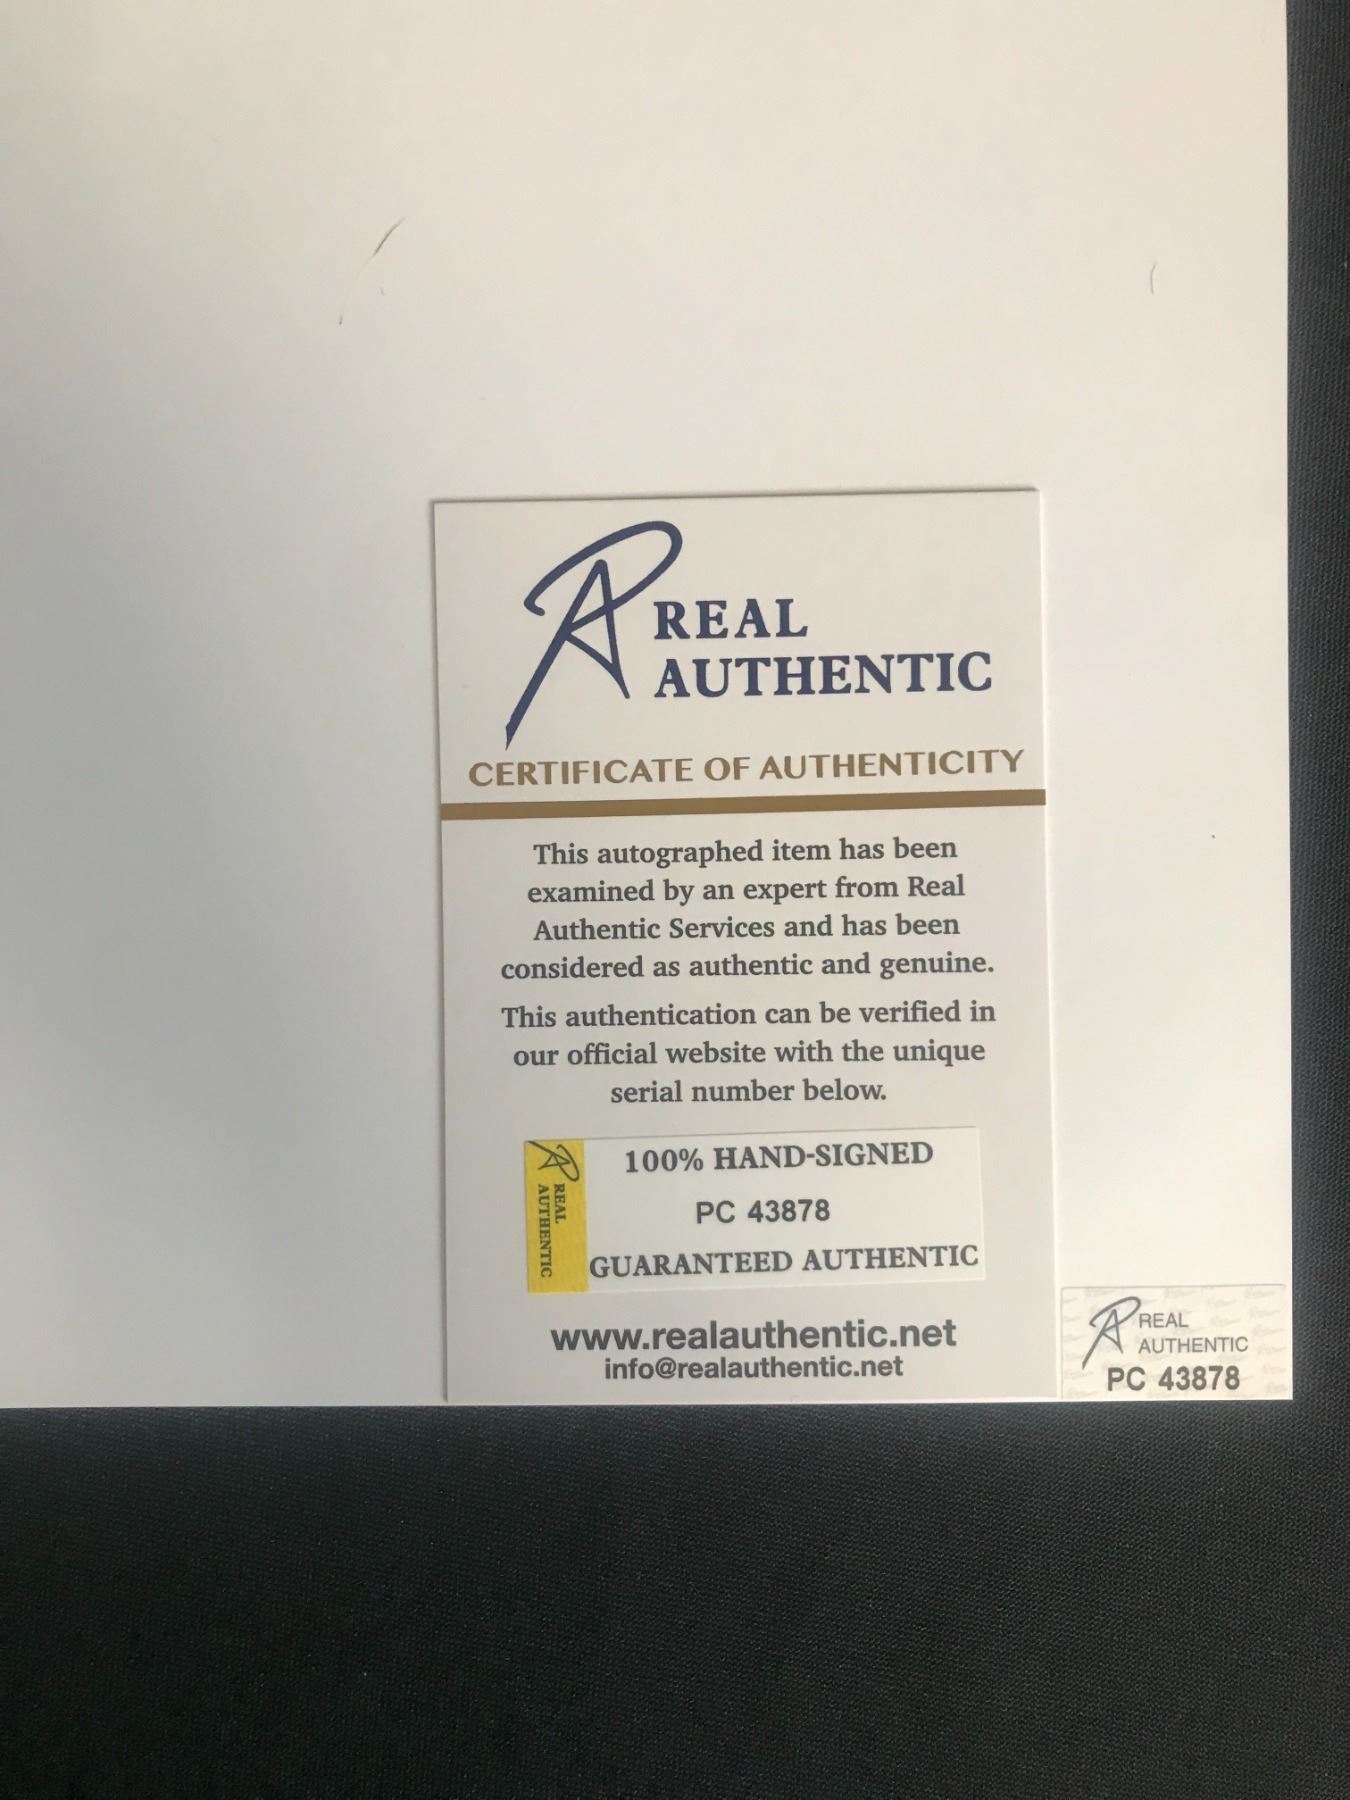 REAL
AUTHENTIC
CERTIFICATE OF AUTHENTICITY
This autographed item has been
examined by an expert from Real
Authentic Services and has been
considered as authentic and genuine.
This authentication can be verified in
our official website with the unique
serial number below.
REAL
AUTHENTIC
100% HAND-SIGNED
PC 43878
GUARANTEED AUTHENTIC
www.realauthentic.net
info@realauthentic.net
REAL
AUTHENTIC
PC 43878